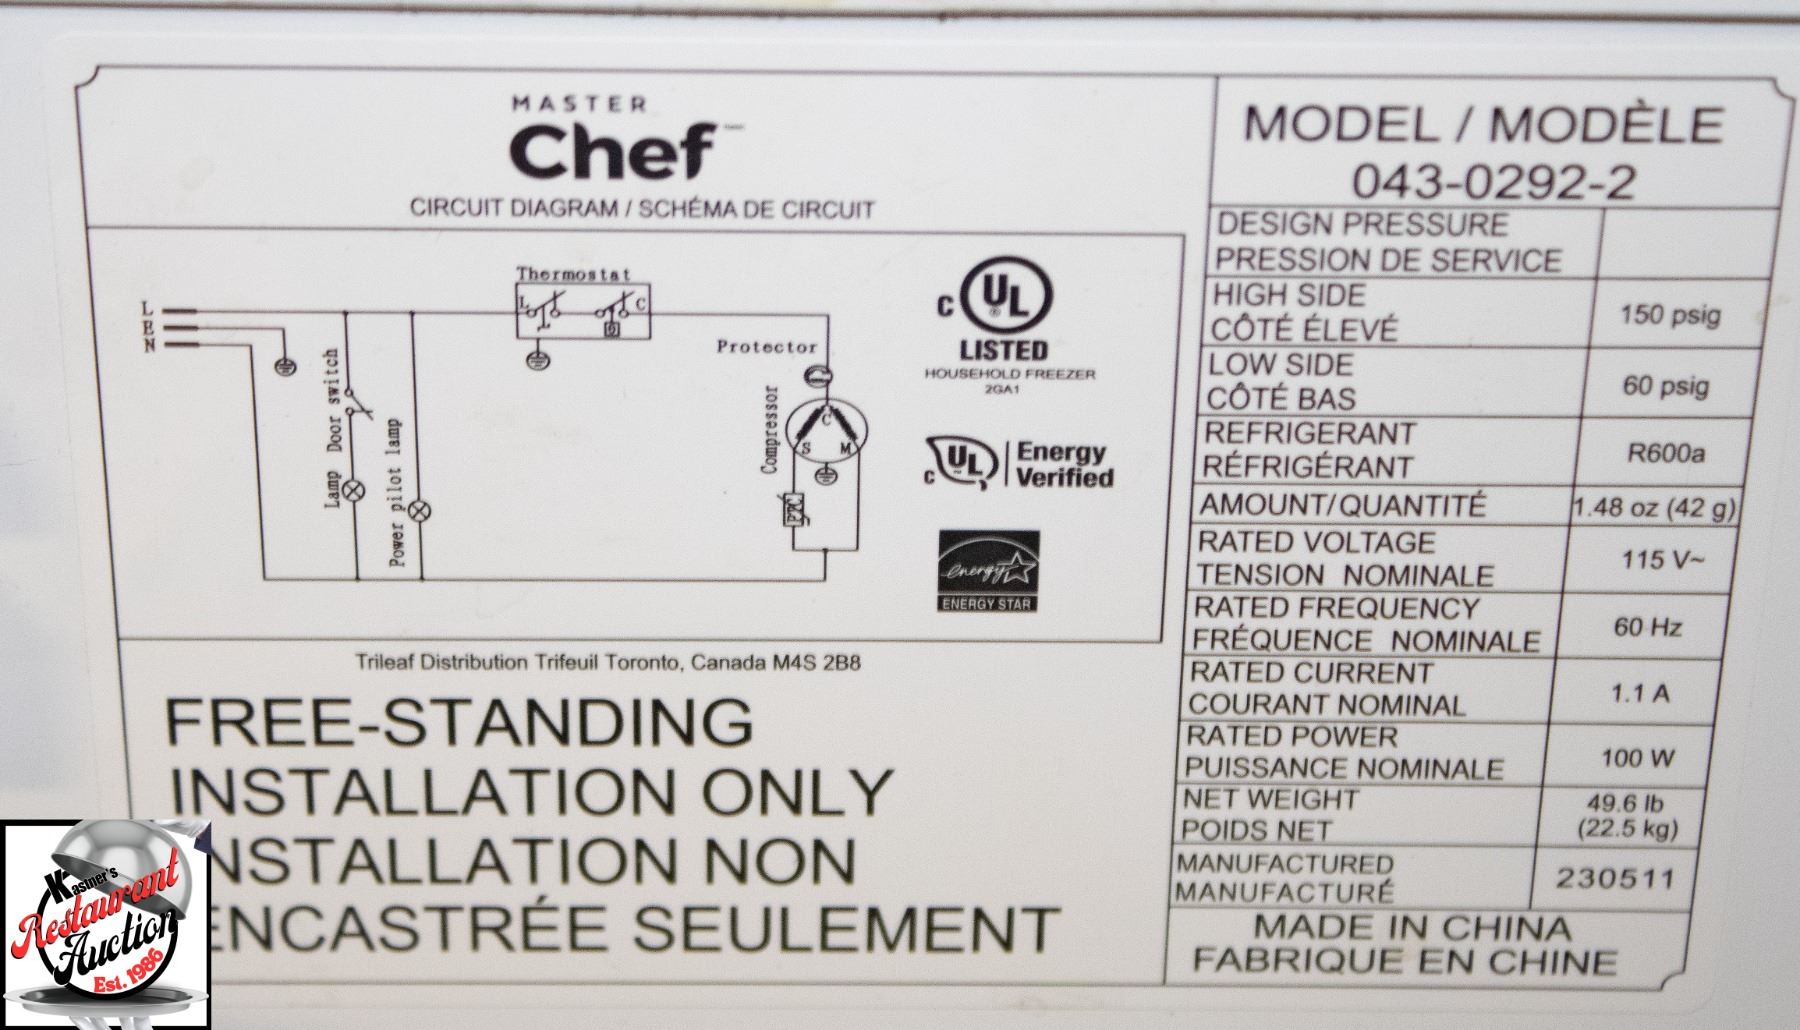 MASTER
Chef
CIRCUIT DIAGRAM / SCHÉMA DE CIRCUIT
Thermostat
L C
L
E
N
Protector
Compressor
C
S M
PTC
Lamp Door switch
Power pilot lamp
C UL ®
LISTED
HOUSEHOLD FREEZER
2GA1
C UL Energy
Verified
energy
ENERGY STAR
Trileaf Distribution Trifeuil Toronto, Canada M4S 2B8
FREE-STANDING
INSTALLATION ONLY
INSTALLATION NON
ENCASTRÉE SEULEMENT
MODEL / MODÈLE
043-0292-2
DESIGN PRESSURE
PRESSION DE SERVICE
HIGH SIDE
CÔTÉ ÉLEVÉ
150 psig
LOW SIDE
CÔTÉ BAS
60 psig
REFRIGERANT
RÉFRIGÉRANT
R600a
AMOUNT/QUANTITÉ 1.48 oz (42 g)
RATED VOLTAGE
TENSION NOMINALE
115 V~
RATED FREQUENCY
FRÉQUENCE NOMINALE
60 Hz
RATED CURRENT
COURANT NOMINAL
1.1 A
RATED POWER
PUISSANCE NOMINALE
100 W
NET WEIGHT
POIDS NET
49.6 lb
(22.5 kg)
MANUFACTURED
MANUFACTURÉ
230511
MADE IN CHINA
FABRIQUE EN CHINE
Kastner's
Restaurant
Auction
Est. 1986